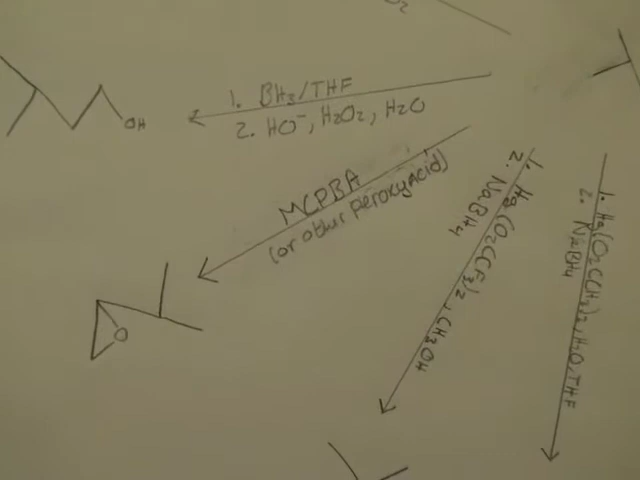 O2
1. BH3/THF
2. HO⁻, H2O2, H2O
OH
MCPBA
(or other peroxyacid)
O
1. Hg(O2CCF3)2, CH3OH
2. NaBH4
1. Hg(O2CCH3)2, H2O, THF
2. NaBH4